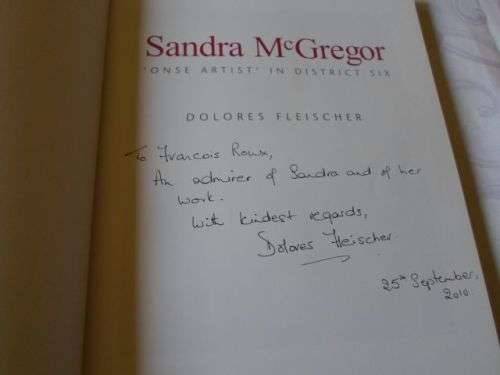 Sandra McGregor
'ONSE ARTIST' IN DISTRICT SIX
DOLORES FLEISCHER
To Francois Roux,
An admirer of Sandra and of her
work.
With kindest regards,
Dolores Fleischer.
25th September,
2010.